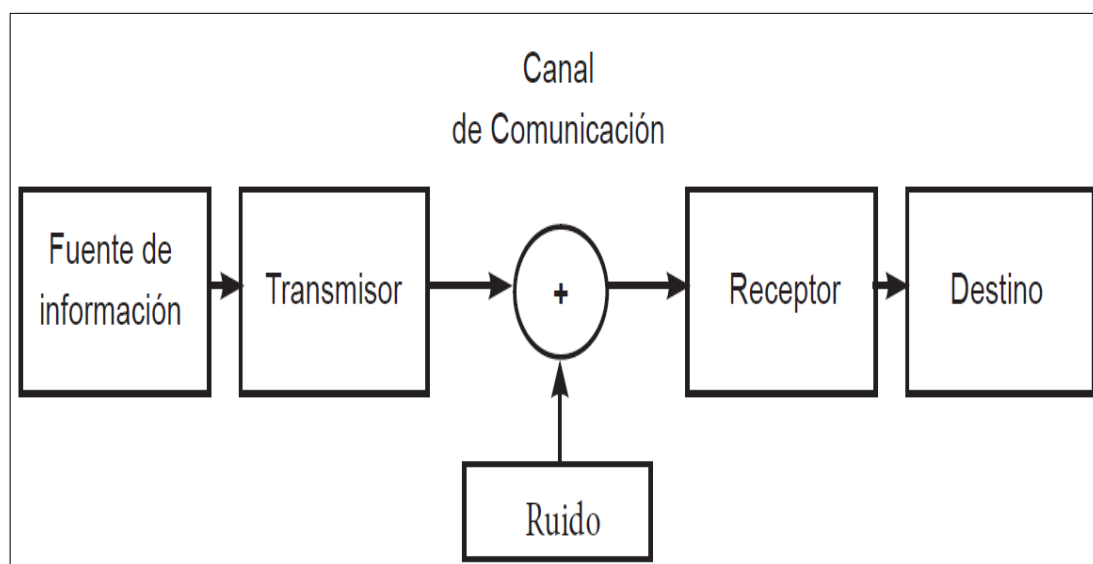 Canal
de Comunicación
Fuente de
información
Transmisor
+
Receptor
Destino
Ruido